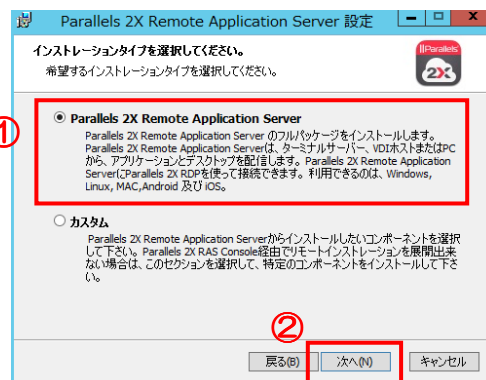 Parallels 2X Remote Application Server 設定
インストレーションタイプを選択してください。
希望するインストレーションタイプを選択してください。
||Parallels
2X
①
Parallels 2X Remote Application Server
Parallels 2X Remote Application Server のフルパッケージをインストールします。
Parallels 2X Remote Application Serverは、ターミナルサーバー、VDIホストまたはPC
から、アプリケーションとデスクトップを配信します。Parallels 2X Remote Application
ServerにParallels 2X RDPを使って接続できます。利用できるのは、Windows,
Linux, MAC,Android 及び iOS。
カスタム
Parallels 2X Remote Application Serverからインストールしたいコンポーネントを選択
して下さい。Parallels 2X RAS Console経由でリモートインストレーションを展開出来
ない場合は、このセクションを選択して、特定のコンポーネントをインストールして下さ
い。
②
戻る(B)
次へ(N)
キャンセル